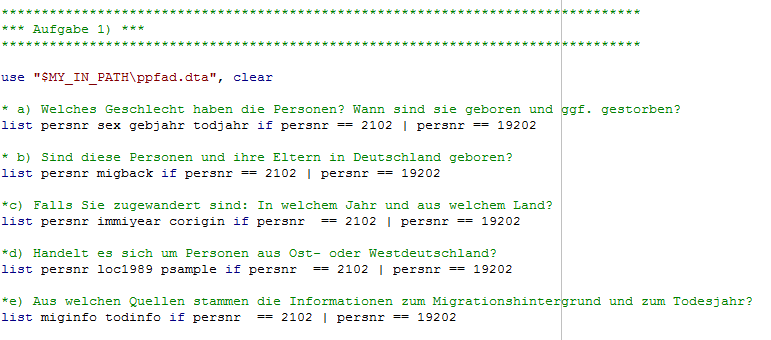 ********************************************************************************
*** Aufgabe 1) ***
********************************************************************************
use "$MY_IN_PATH\ppfad.dta", clear
* a) Welches Geschlecht haben die Personen? Wann sind sie geboren und ggf. gestorben?
list persnr sex gebjahr todjahr if persnr == 2102 | persnr == 19202
* b) Sind diese Personen und ihre Eltern in Deutschland geboren?
list persnr migback if persnr == 2102 | persnr == 19202
*c) Falls Sie zugewandert sind: In welchem Jahr und aus welchem Land?
list persnr immiyear corigin if persnr  == 2102 | persnr == 19202
*d) Handelt es sich um Personen aus Ost- oder Westdeutschland?
list persnr loc1989 psample if persnr  == 2102 | persnr == 19202
*e) Aus welchen Quellen stammen die Informationen zum Migrationshintergrund und zum Todesjahr?
list miginfo todinfo if persnr  == 2102 | persnr == 19202